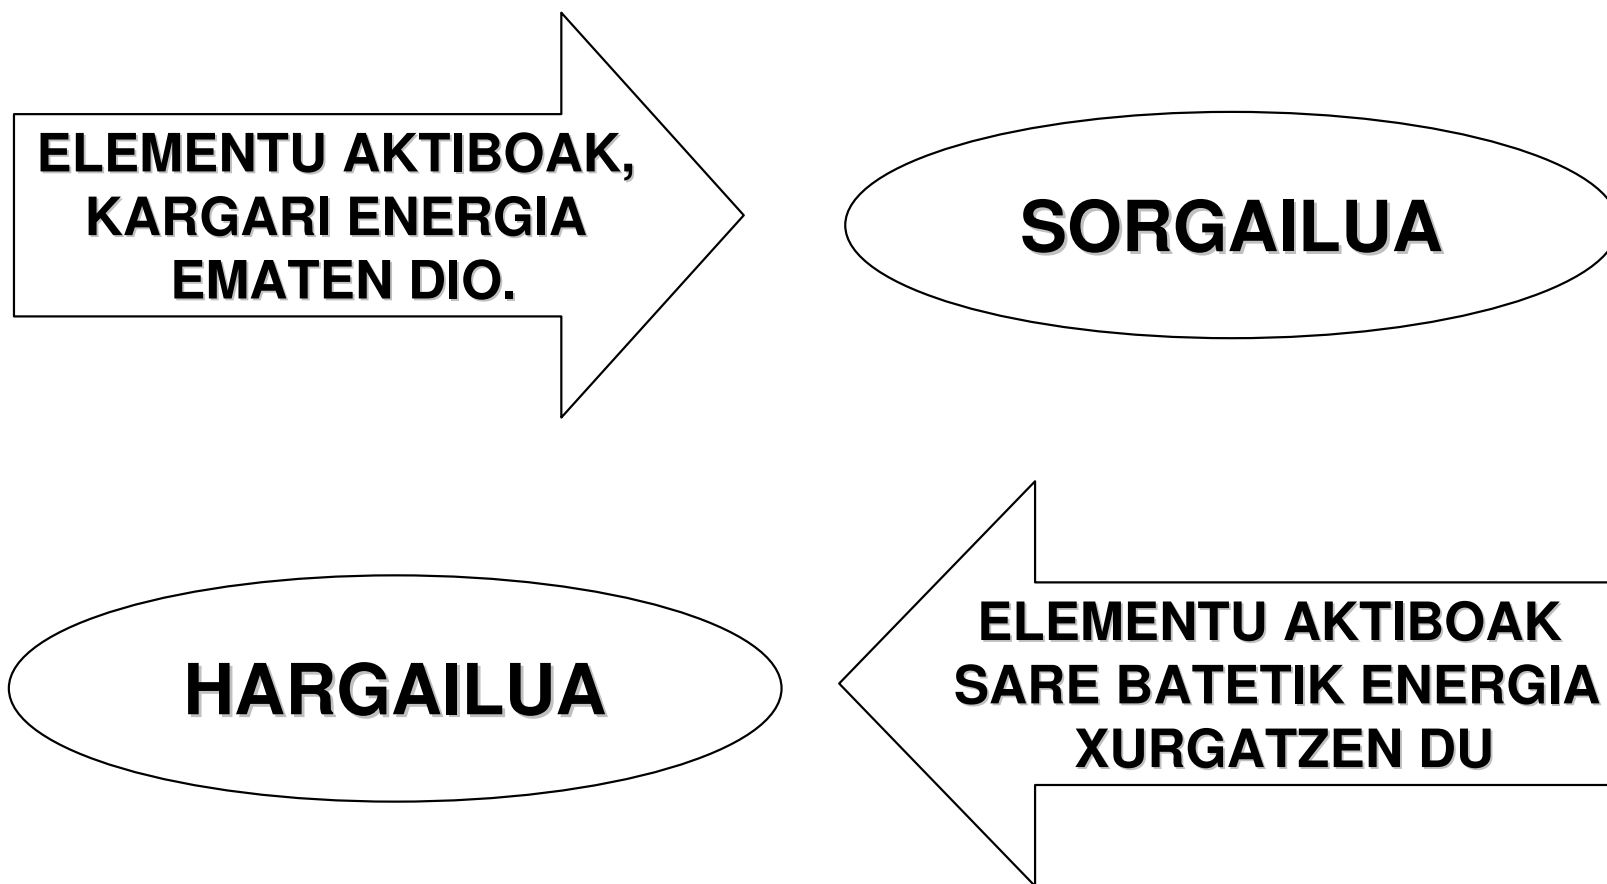 ELEMENTU AKTIBOAK,
KARGARI ENERGIA
EMATEN DIO.
SORGAILUA
HARGAILUA
ELEMENTU AKTIBOAK
SARE BATETIK ENERGIA
XURGATZEN DU